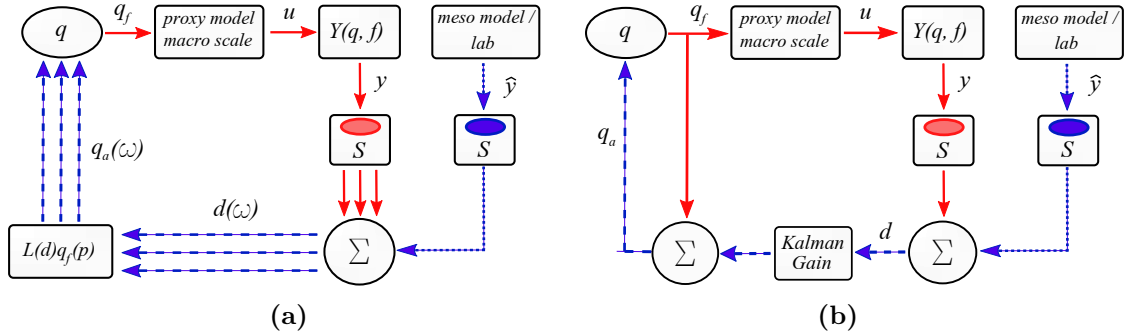 q
q_f
proxy model
macro scale
u
Y(q, f)
meso model /
lab
y
ŷ
S
S
q_a(ω)
d(ω)
L(d)q_f(p)
∑
(a)
q
q_f
proxy model
macro scale
u
Y(q, f)
meso model /
lab
y
ŷ
S
S
q_a
∑
Kalman
Gain
d
∑
(b)